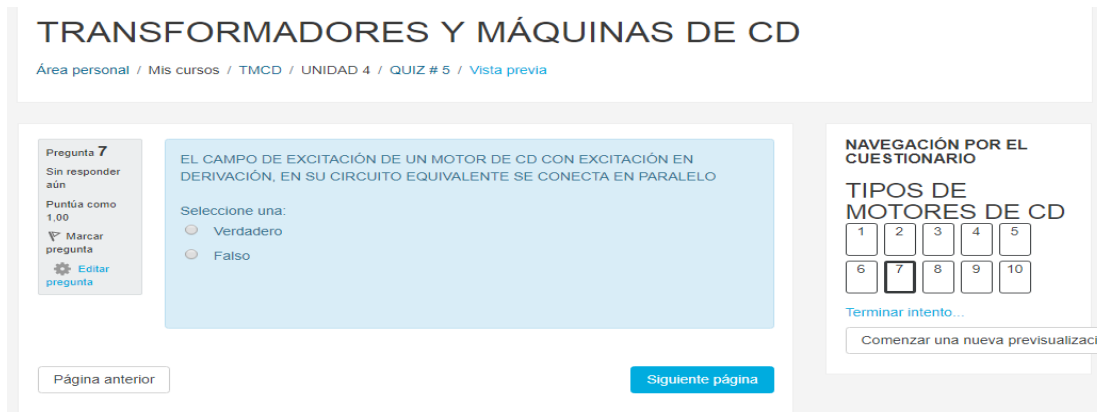 TRANSFORMADORES Y MÁQUINAS DE CD
Área personal / Mis cursos / TMCD / UNIDAD 4 / QUIZ # 5 / Vista previa
Pregunta 7
Sin responder
aún
Puntúa como
1,00
Marcar
pregunta
Editar
pregunta
EL CAMPO DE EXCITACIÓN DE UN MOTOR DE CD CON EXCITACIÓN EN
DERIVACIÓN, EN SU CIRCUITO EQUIVALENTE SE CONECTA EN PARALELO
Seleccione una:
Verdadero
Falso
Página anterior
Siguiente página
NAVEGACIÓN POR EL
CUESTIONARIO
TIPOS DE
MOTORES DE CD
1 2 3 4 5
6 7 8 9 10
Terminar intento...
Comenzar una nueva previsualizaci